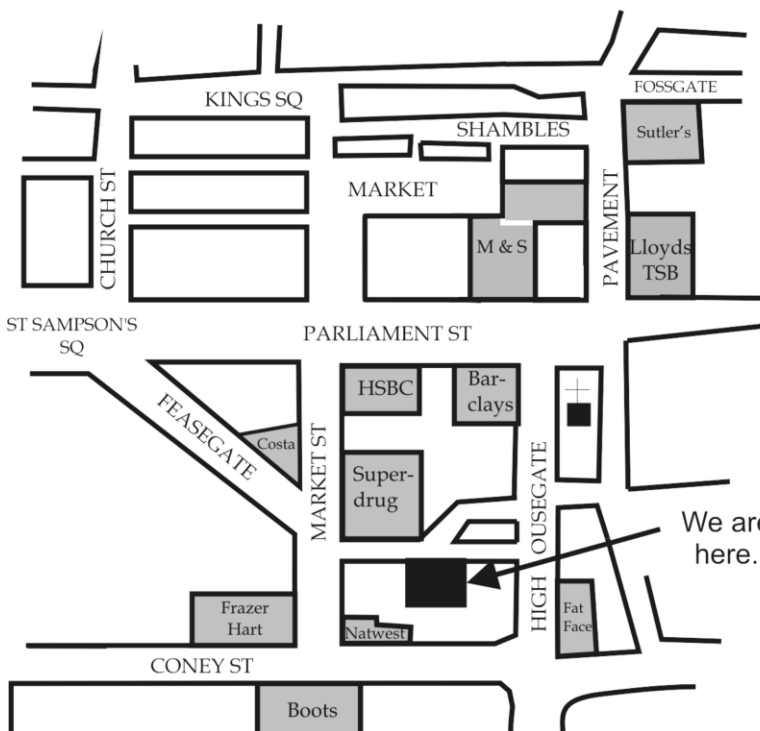 KINGS SQ
FOSSGATE
SHAMBLES
Sutler's
MARKET
CHURCH ST
PAVEMENT
M & S
Lloyds
TSB
ST SAMPSON'S
SQ
PARLIAMENT ST
FEASEGATE
HSBC
Bar-
clays
Costa
MARKET ST
Super-
drug
HIGH OUSEGATE
We are
here.
Frazer
Hart
Natwest
Fat
Face
CONEY ST
Boots